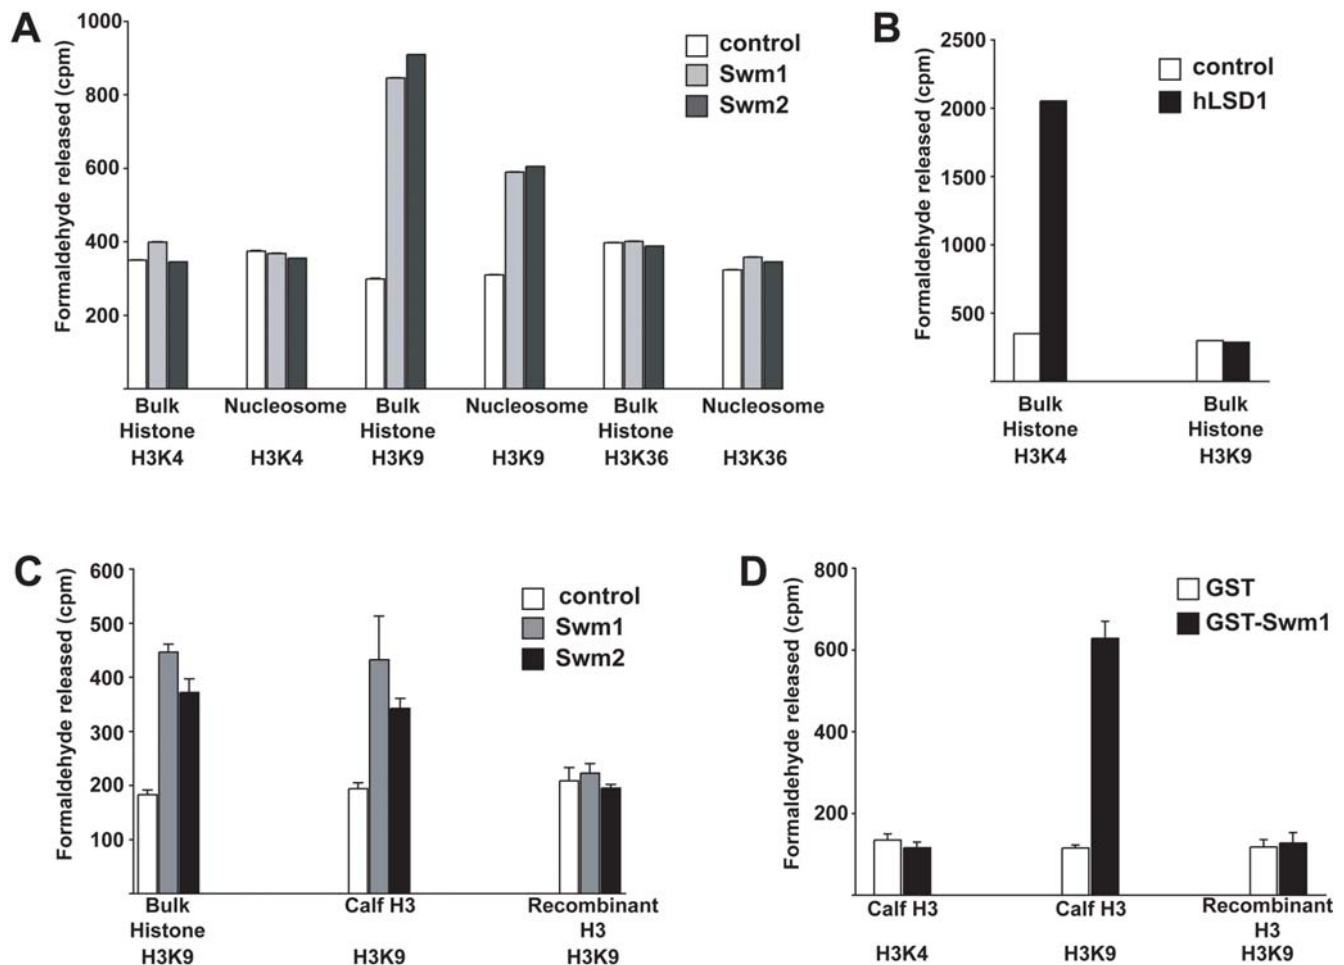 A
Formaldehyde released (cpm)
1000
800
600
400
200
control
Swm1
Swm2
Bulk Nucleosome Bulk Nucleosome Bulk Nucleosome
Histone Histone Histone
H3K4 H3K4 H3K9 H3K9 H3K36 H3K36
B
Formaldehyde released (cpm)
2500
2000
1500
1000
500
control
hLSD1
Bulk Bulk
Histone Histone
H3K4 H3K9
C
Formaldehyde released (cpm)
600
500
400
300
200
100
control
Swm1
Swm2
Bulk Calf H3 Recombinant
Histone H3
H3K9 H3K9 H3K9
D
Formaldehyde released (cpm)
800
600
400
200
GST
GST-Swm1
Calf H3 Calf H3 Recombinant
H3
H3K4 H3K9 H3K9